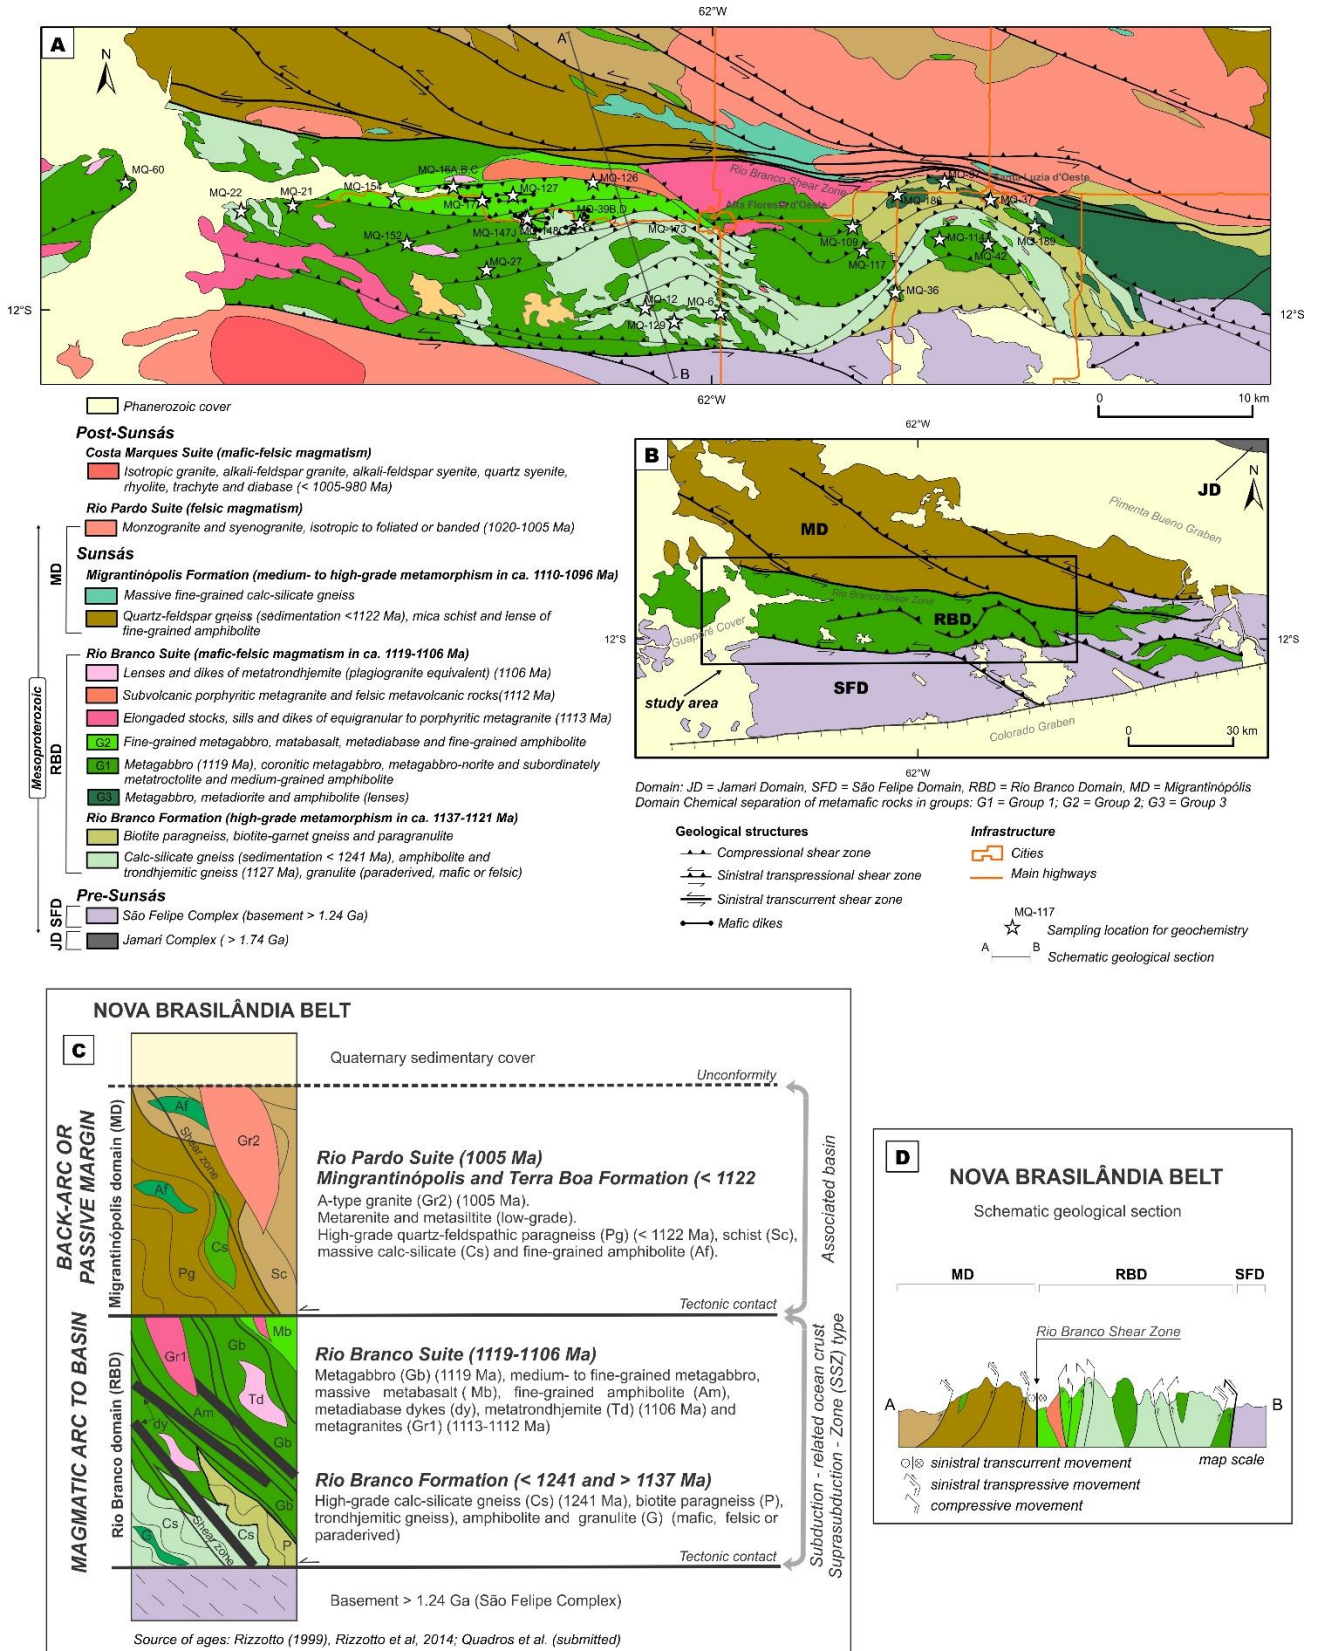 62°W
A
N
A
MQ-60
MQ-22
MQ-21
MQ-154
MQ-16A,B,C
MQ-17
MQ-127
MQ-126
MQ-39B,D
MQ-147J
MQ-148C
MQ-152
MQ-27
MQ-173
MQ-12
MQ-129
MQ-6
Rio Branco Shear Zone
Alta Floresta d'Oeste
Santa Luzia d'Oeste
MQ-97
MQ-186
MQ-37
MQ-109
MQ-117
MQ-114
MQ-42
MQ-189
MQ-36
12°S
12°S
B
62°W
0
10 km
Phanerozoic cover
Post-Sunsás
Costa Marques Suite (mafic-felsic magmatism)
Isotropic granite, alkali-feldspar granite, alkali-feldspar syenite, quartz syenite,
rhyolite, trachyte and diabase (< 1005-980 Ma)
Rio Pardo Suite (felsic magmatism)
Monzogranite and syenogranite, isotropic to foliated or banded (1020-1005 Ma)
Sunsás
Migrantinópolis Formation (medium- to high-grade metamorphism in ca. 1110-1096 Ma)
Massive fine-grained calc-silicate gneiss
Quartz-feldspar gneiss (sedimentation <1122 Ma), mica schist and lense of
fine-grained amphibolite
Rio Branco Suite (mafic-felsic magmatism in ca. 1119-1106 Ma)
Lenses and dikes of metatrondhjemite (plagiogranite equivalent) (1106 Ma)
Subvolcanic porphyritic metagranite and felsic metavolcanic rocks(1112 Ma)
Elongaded stocks, sills and dikes of equigranular to porphyritic metagranite (1113 Ma)
G2 Fine-grained metagabbro, matabasalt, metadiabase and fine-grained amphibolite
G1 Metagabbro (1119 Ma), coronitic metagabbro, metagabbro-norite and subordinately
metatroctolite and medium-grained amphibolite
G3 Metagabbro, metadiorite and amphibolite (lenses)
Rio Branco Formation (high-grade metamorphism in ca. 1137-1121 Ma)
Biotite paragneiss, biotite-garnet gneiss and paragranulite
Calc-silicate gneiss (sedimentation < 1241 Ma), amphibolite and
trondhjemitic gneiss (1127 Ma), granulite (paraderived, mafic or felsic)
Pre-Sunsás
São Felipe Complex (basement > 1.24 Ga)
Jamari Complex ( > 1.74 Ga)
Mesoproterozoic
MD
RBD
SFD
JD
62°W
B
JD
N
MD
Pimenta Bueno Graben
Rio Branco Shear Zone
RBD
Guaporé Cover
12°S
12°S
SFD
study area
Colorado Graben
0
30 km
62°W
Domain: JD = Jamari Domain, SFD = São Felipe Domain, RBD = Rio Branco Domain, MD = Migrantinópólis
Domain Chemical separation of metamafic rocks in groups: G1 = Group 1; G2 = Group 2; G3 = Group 3
Geological structures
Compressional shear zone
Sinistral transpressional shear zone
Sinistral transcurrent shear zone
Mafic dikes
Infrastructure
Cities
Main highways
MQ-117
Sampling location for geochemistry
A B
Schematic geological section
NOVA BRASILÂNDIA BELT
C
Quaternary sedimentary cover
Unconformity
BACK-ARC OR
PASSIVE MARGIN
Migrantinópolis domain (MD)
Af
Gr2
Shear zone
Af
Cs
Pg
Sc
Rio Pardo Suite (1005 Ma)
Mingrantinópolis and Terra Boa Formation (< 1122
A-type granite (Gr2) (1005 Ma).
Metarenite and metasiltite (low-grade).
High-grade quartz-feldspathic paragneiss (Pg) (< 1122 Ma), schist (Sc),
massive calc-silicate (Cs) and fine-grained amphibolite (Af).
Associated basin
Tectonic contact
MAGMATIC ARC TO BASIN
Rio Branco domain (RBD)
Mb
Gb
Gr1
Td
Am
dy
Gb
Gb
Cs
Shear zone
Cs
G
P
Rio Branco Suite (1119-1106 Ma)
Metagabbro (Gb) (1119 Ma), medium- to fine-grained metagabbro,
massive metabasalt ( Mb), fine-grained amphibolite (Am),
metadiabase dykes (dy), metatrondhjemite (Td) (1106 Ma) and
metagranites (Gr1) (1113-1112 Ma)
Rio Branco Formation (< 1241 and > 1137 Ma)
High-grade calc-silicate gneiss (Cs) (1241 Ma), biotite paragneiss (P),
trondhjemitic gneiss), amphibolite and granulite (G) (mafic, felsic or
paraderived)
Subduction - related ocean crust
Suprasubduction - Zone (SSZ) type
Tectonic contact
Basement > 1.24 Ga (São Felipe Complex)
Source of ages: Rizzotto (1999), Rizzotto et al, 2014; Quadros et al. (submitted)
D
NOVA BRASILÂNDIA BELT
Schematic geological section
MD
RBD
SFD
Rio Branco Shear Zone
A
B
sinistral transcurrent movement
map scale
sinistral transpressive movement
compressive movement